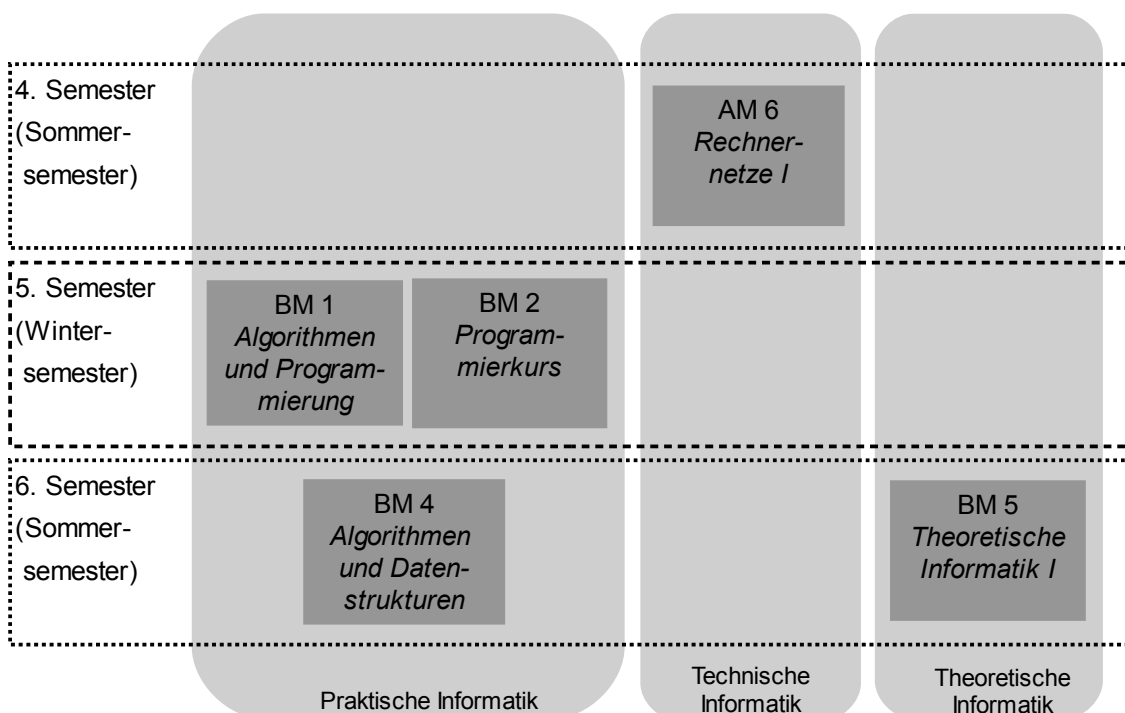 4. Semester
(Sommer-
semester)
AM 6
Rechner-
netze I
5. Semester
(Winter-
semester)
BM 1
Algorithmen
und Program-
mierung
BM 2
Program-
mierkurs
6. Semester
(Sommer-
semester)
BM 4
Algorithmen
und Daten-
strukturen
BM 5
Theoretische
Informatik I
Praktische Informatik
Technische
Informatik
Theoretische
Informatik